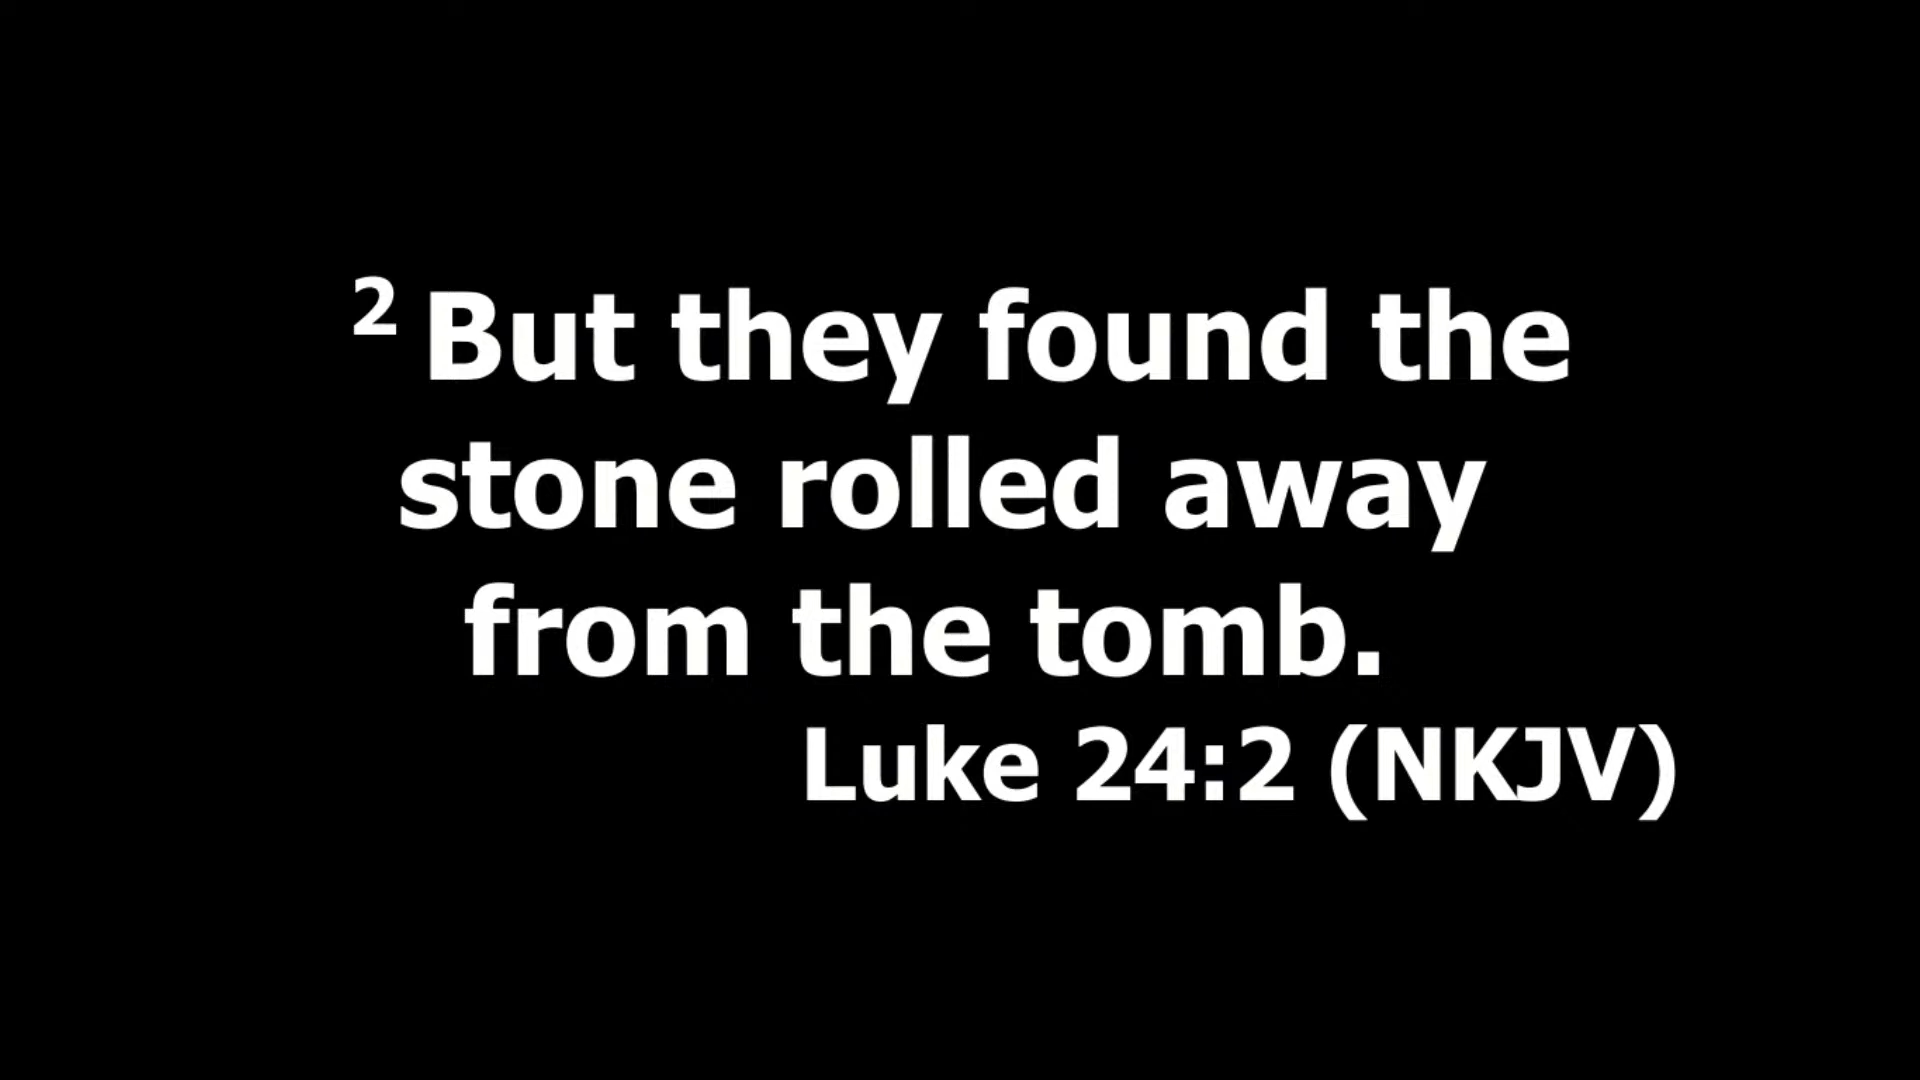 2 But they found the
stone rolled away
from the tomb.
Luke 24:2 (NKJV)